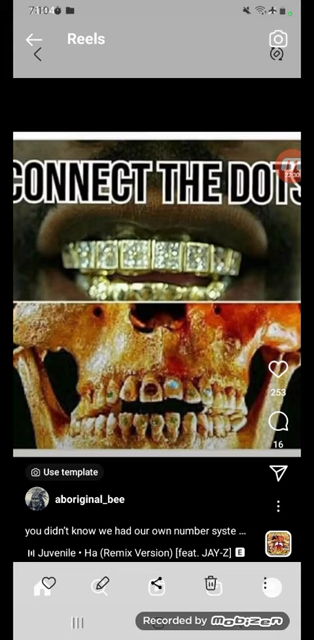 7:10
Reels
CONNECT THE DOTS
253
16
Use template
aboriginal_bee
you didn't know we had our own number syste ...
Juvenile • Ha (Remix Version) [feat. JAY-Z] E
Recorded by Mobizen